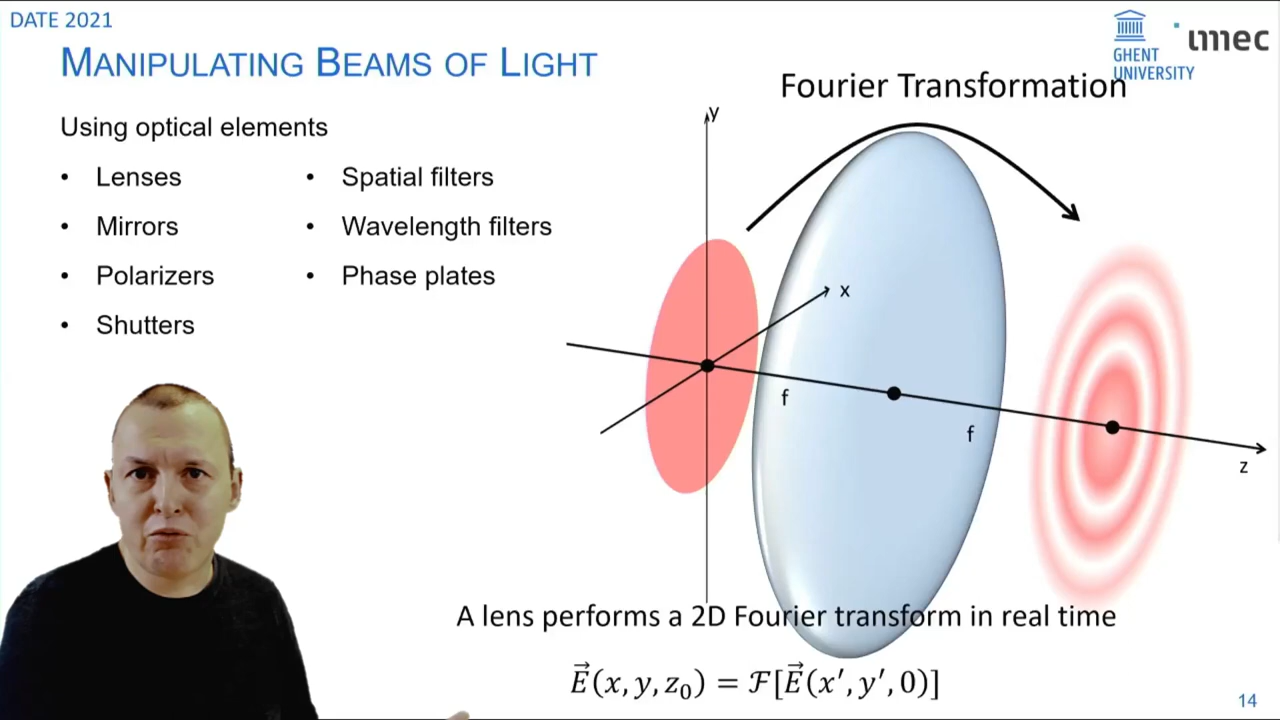 DATE 2021
MANIPULATING BEAMS OF LIGHT
GHENT
UNIVERSITY
imec
Using optical elements
• Lenses
• Mirrors
• Polarizers
• Shutters
• Spatial filters
• Wavelength filters
• Phase plates
Fourier Transformation
y
x
f
f
z
A lens performs a 2D Fourier transform in real time
E⃗(x, y, z₀) = ℱ[E⃗(x′, y′, 0)]
14